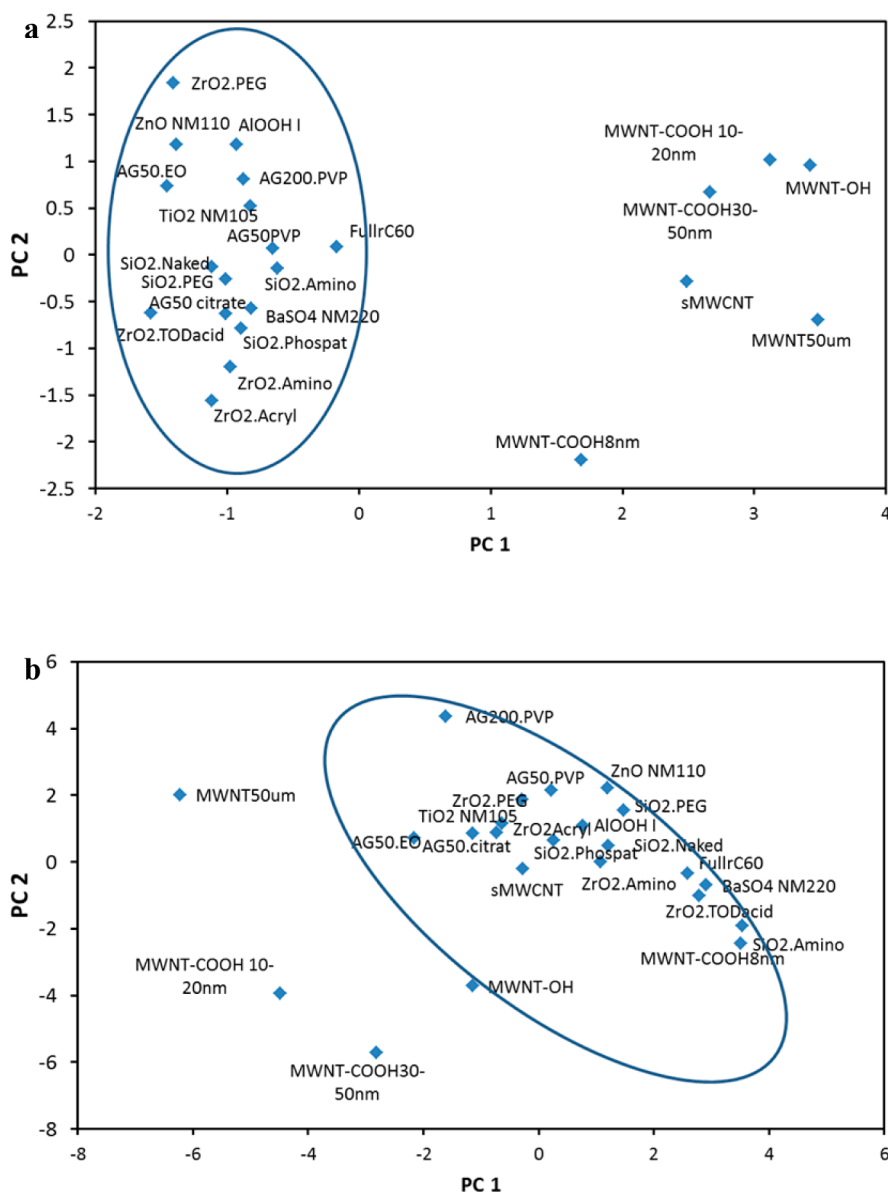 a
2.5
2
1.5
1
0.5
0
-0.5
-1
-1.5
-2
-2.5
PC 2
ZrO2.PEG
ZnO NM110
AlOOH I
AG50.EO
AG200.PVP
TiO2 NM105
AG50PVP
FullrC60
SiO2.Naked
SiO2.PEG
SiO2.Amino
AG50 citrate
BaSO4 NM220
ZrO2.TODacid
SiO2.Phospat
ZrO2.Amino
ZrO2.Acryl
MWNT-COOH 10-
20nm
MWNT-OH
MWNT-COOH30-
50nm
sMWCNT
MWNT50um
MWNT-COOH8nm
-2
-1
0
1
2
3
4
PC 1
b
6
4
2
0
-2
-4
-6
-8
PC 2
AG200.PVP
MWNT50um
AG50.PVP
ZnO NM110
ZrO2.PEG
SiO2.PEG
TiO2 NM105
ZrO2Acryl
AlOOH I
AG50.EO
AG50.citrat
SiO2.Phospat
SiO2.Naked
sMWCNT
ZrO2.Amino
FullrC60
BaSO4 NM220
ZrO2.TODacid
SiO2.Amino
MWNT-COOH8nm
MWNT-COOH 10-
20nm
MWNT-OH
MWNT-COOH30-
50nm
-8
-6
-4
-2
0
2
4
6
PC 1